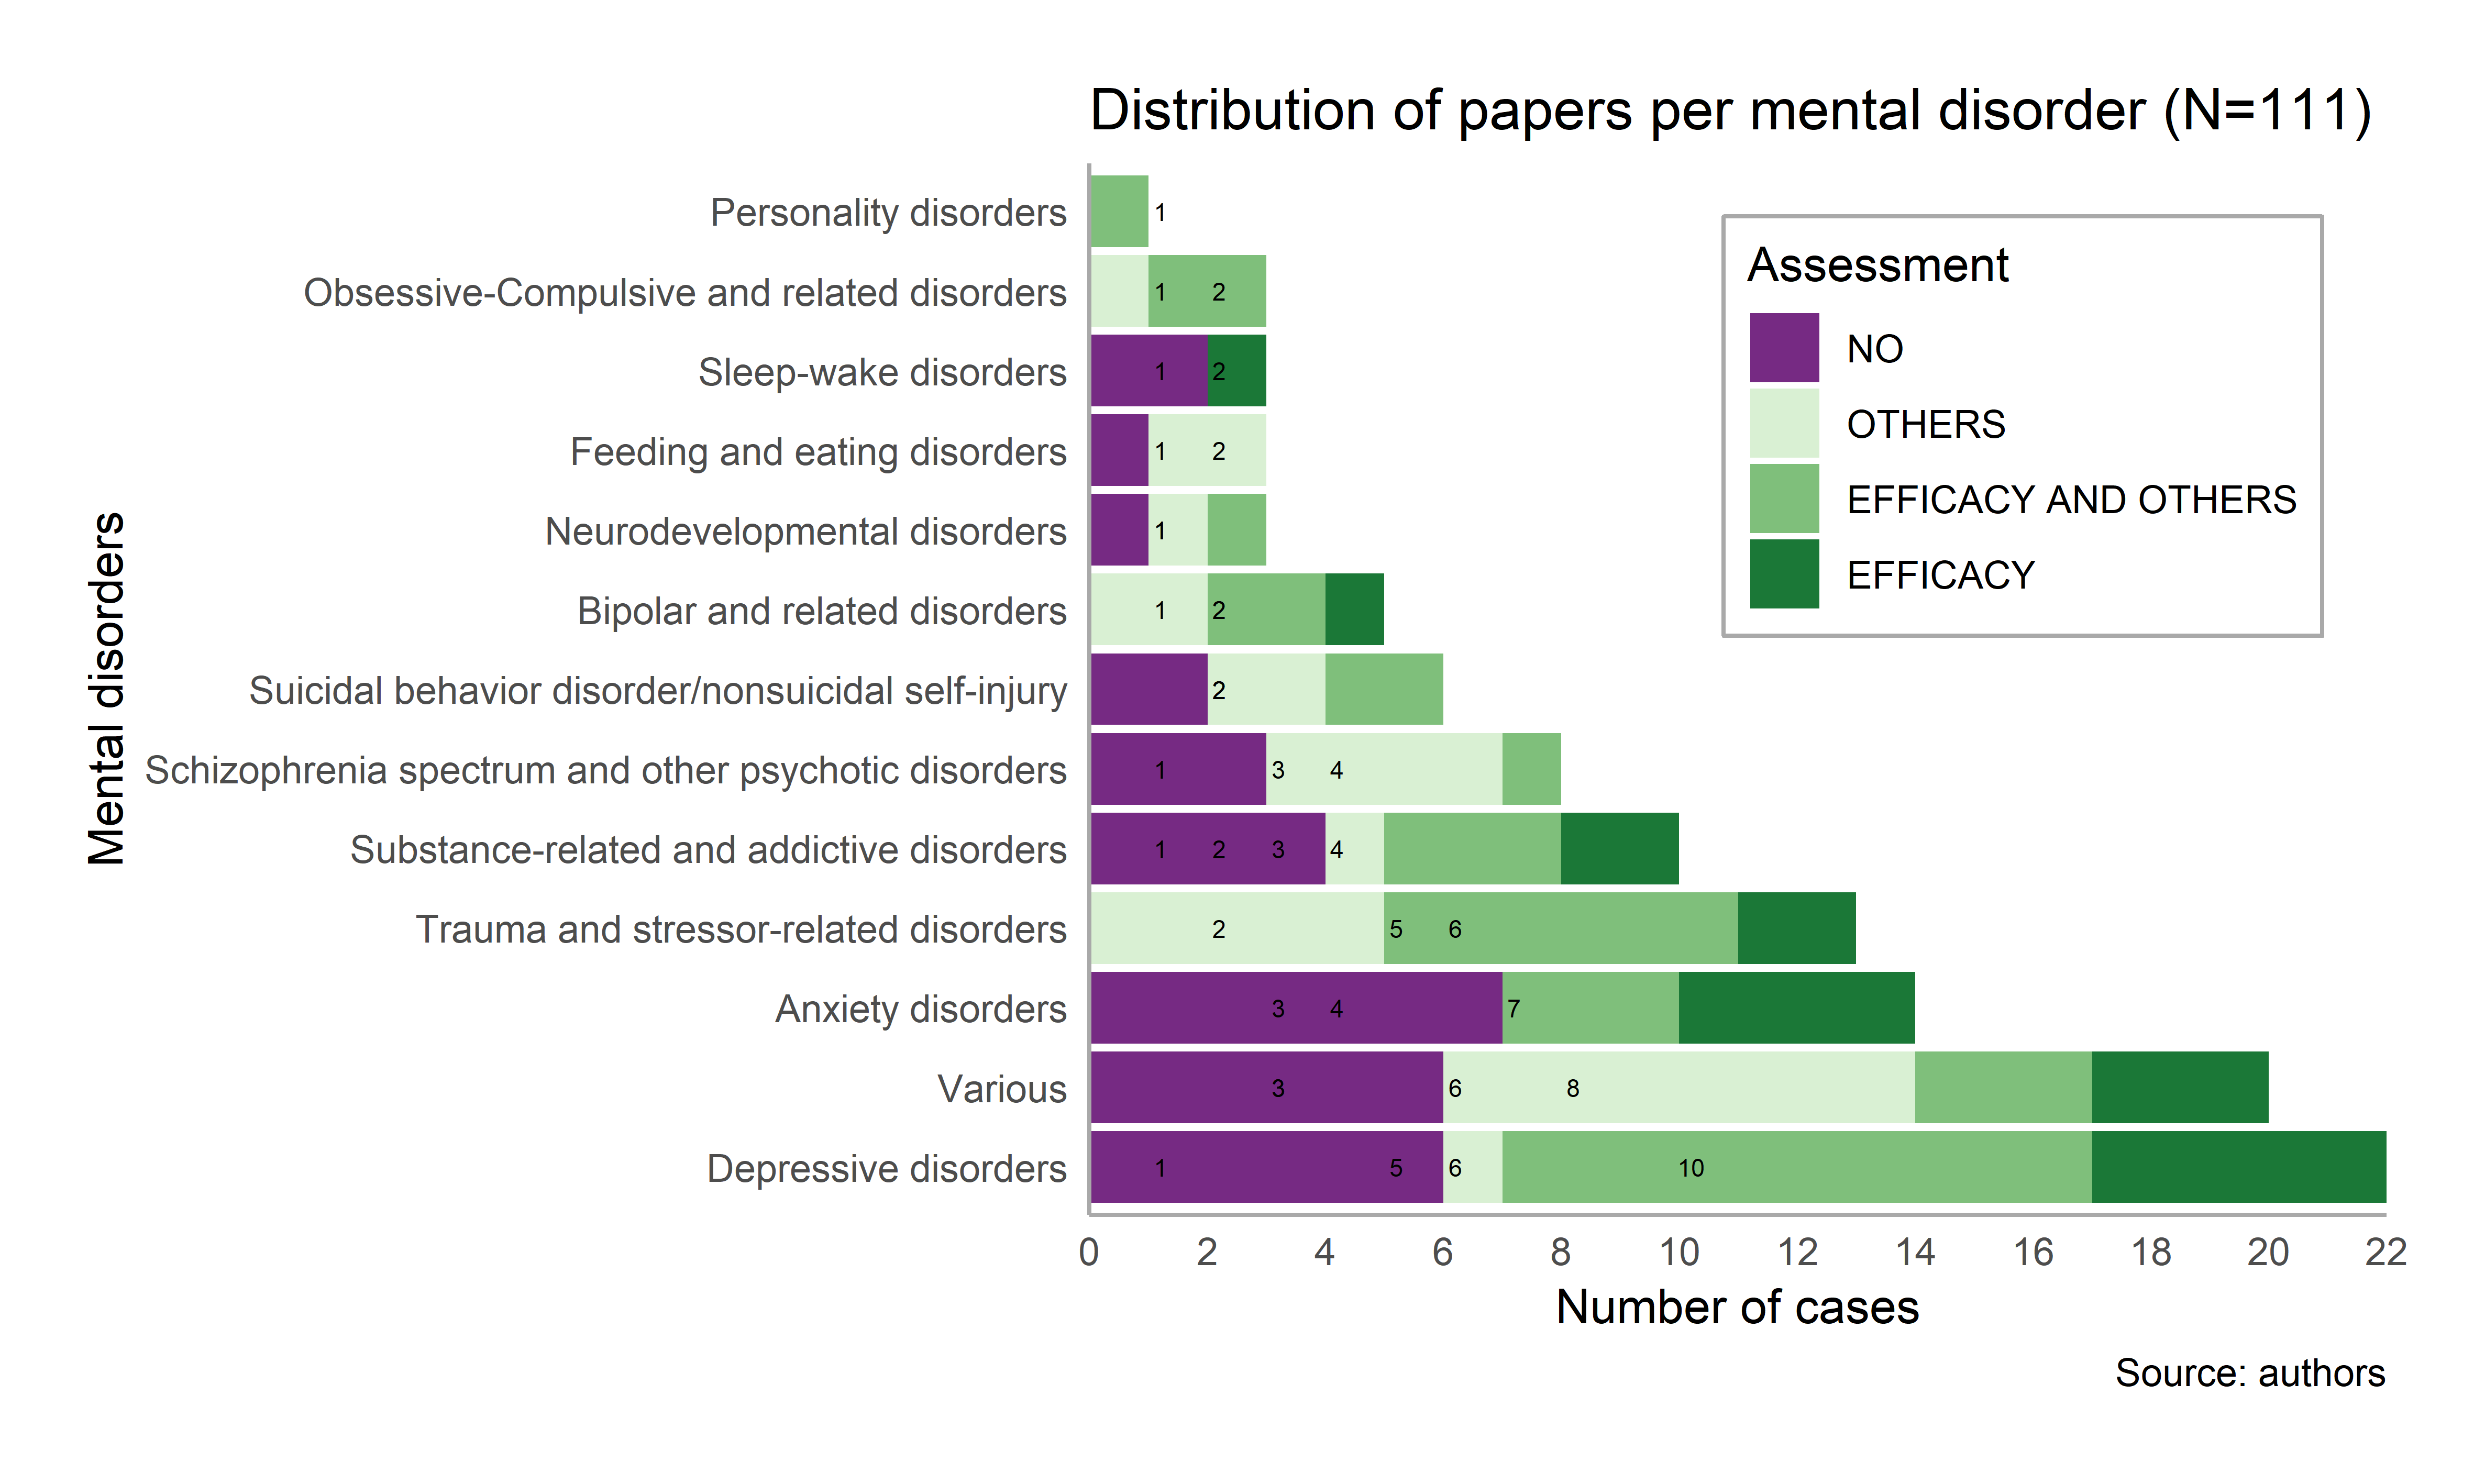 Distribution of papers per mental disorder (N=111)
Mental disorders
Personality disorders 1
Obsessive-Compulsive and related disorders 1 2
Sleep-wake disorders 1 2
Feeding and eating disorders 1 2
Neurodevelopmental disorders 1
Bipolar and related disorders 1 2
Suicidal behavior disorder/nonsuicidal self-injury 2
Schizophrenia spectrum and other psychotic disorders 1 3 4
Substance-related and addictive disorders 1 2 3 4
Trauma and stressor-related disorders 2 5 6
Anxiety disorders 3 4 7
Various 3 6 8
Depressive disorders 1 5 6 10
Assessment
NO
OTHERS
EFFICACY AND OTHERS
EFFICACY
0 2 4 6 8 10 12 14 16 18 20 22
Number of cases
Source: authors